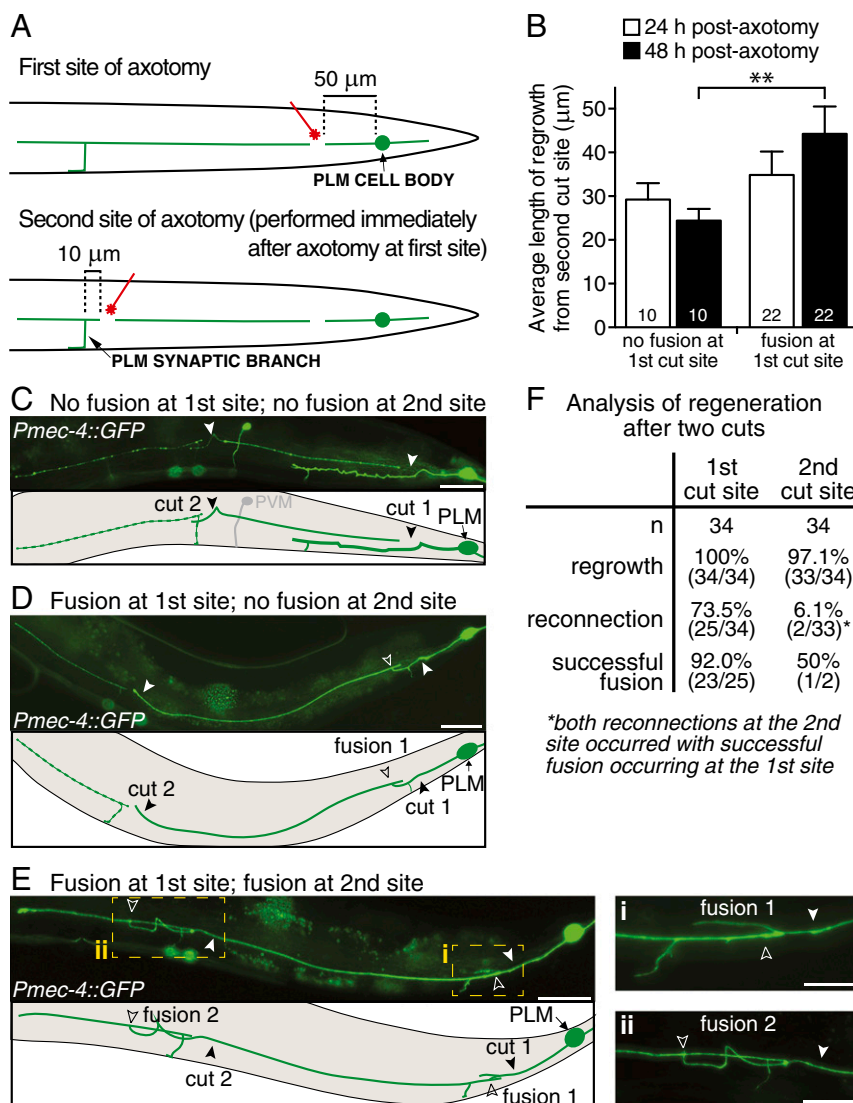 A
First site of axotomy
50 μm
PLM CELL BODY
Second site of axotomy (performed immediately
after axotomy at first site)
10 μm
PLM SYNAPTIC BRANCH
B
24 h post-axotomy
48 h post-axotomy
**
Average length of regrowth
from second cut site (μm)
50
40
30
20
10
0
10
10
22
22
no fusion at
1st cut site
fusion at
1st cut site
C
No fusion at 1st site; no fusion at 2nd site
Pmec-4::GFP
cut 2
PVM
cut 1
PLM
D
Fusion at 1st site; no fusion at 2nd site
Pmec-4::GFP
fusion 1
cut 2
PLM
cut 1
E
Fusion at 1st site; fusion at 2nd site
ii
i
Pmec-4::GFP
fusion 2
cut 2
PLM
cut 1
fusion 1
i
fusion 1
ii
fusion 2
F
Analysis of regeneration
after two cuts
1st
cut site
2nd
cut site
n
34
34
regrowth
100%
(34/34)
97.1%
(33/34)
reconnection
73.5%
(25/34)
6.1%
(2/33)*
successful
fusion
92.0%
(23/25)
50%
(1/2)
*both reconnections at the 2nd
site occurred with successful
fusion occurring at the 1st site